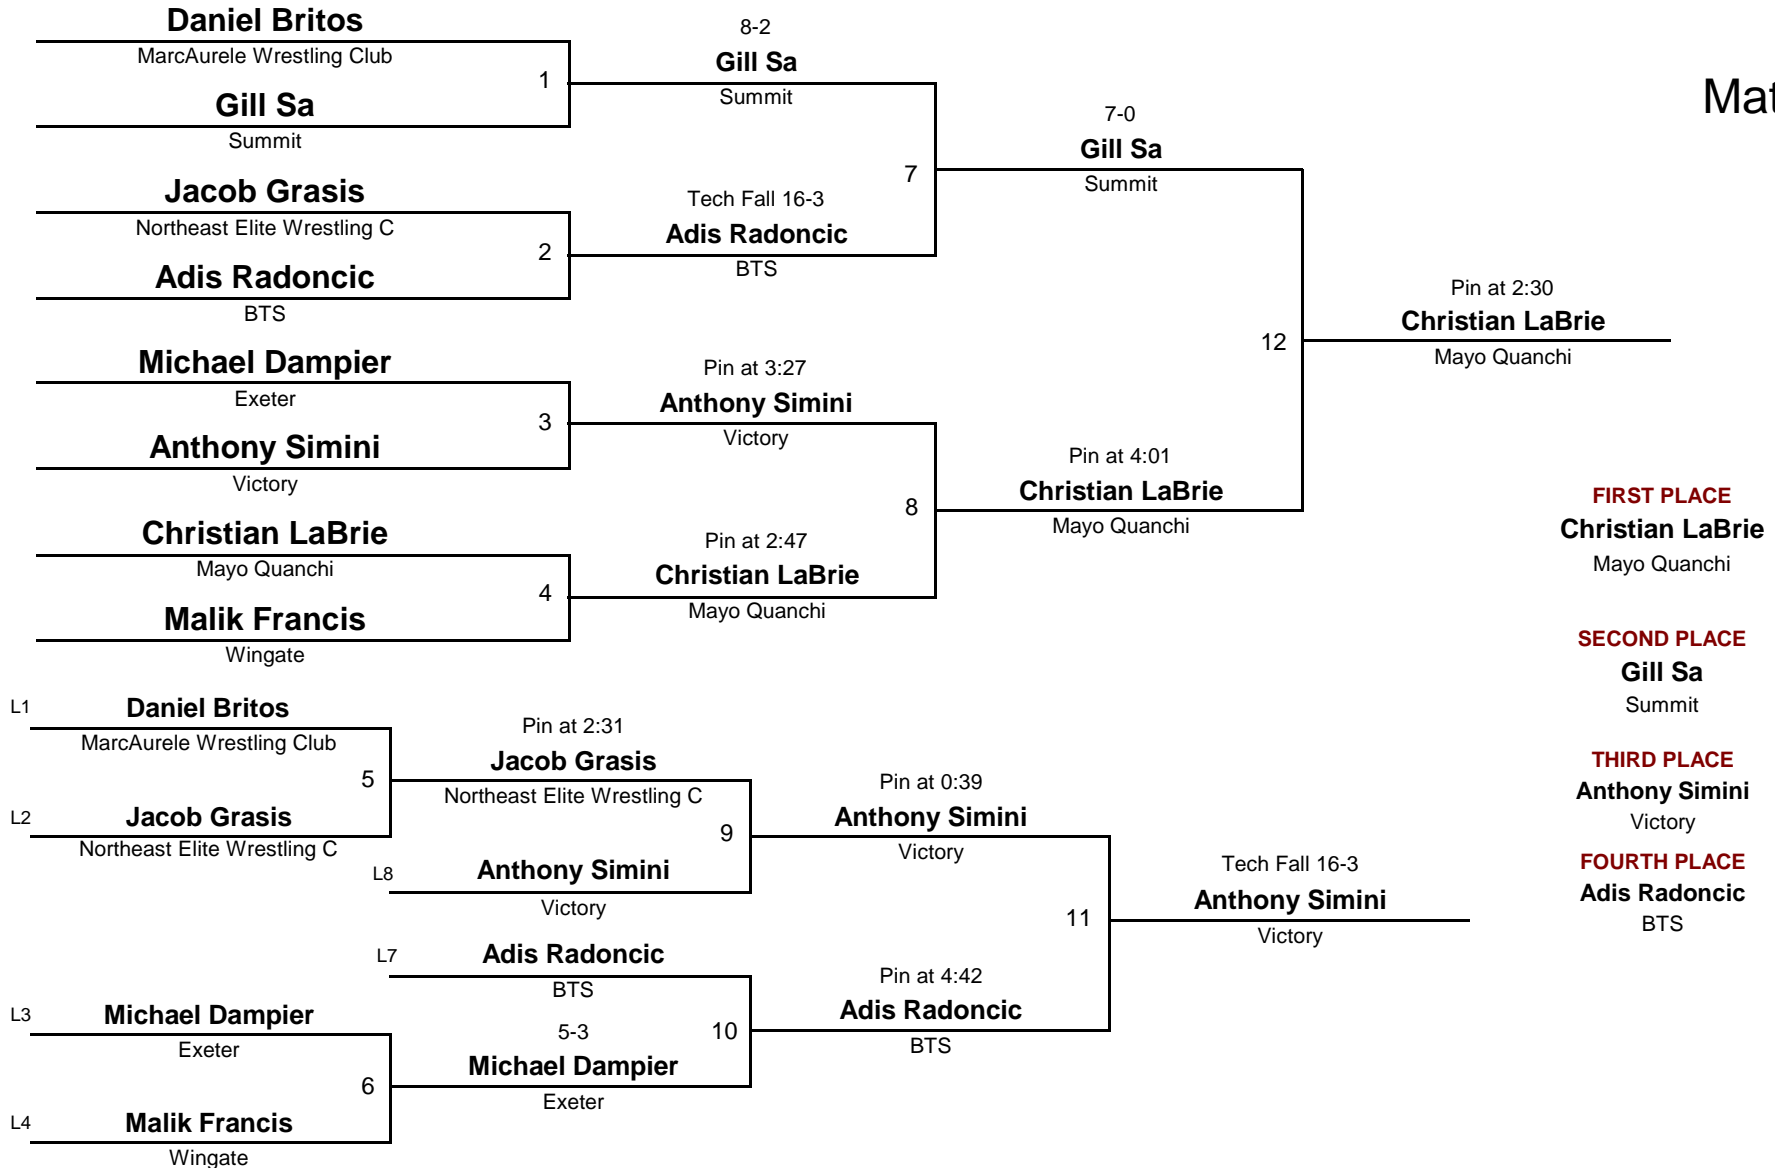 Daniel Britos
MarcAurele Wrestling Club
1
Gill Sa
Summit
Jacob Grasis
Northeast Elite Wrestling C
2
Adis Radoncic
BTS
Michael Dampier
Exeter
3
Anthony Simini
Victory
Christian LaBrie
Mayo Quanchi
4
Malik Francis
Wingate
8-2
Gill Sa
Summit
7
Tech Fall 16-3
Adis Radoncic
BTS
Pin at 3:27
Anthony Simini
Victory
8
Pin at 2:47
Christian LaBrie
Mayo Quanchi
7-0
Gill Sa
Summit
12
Pin at 4:01
Christian LaBrie
Mayo Quanchi
Pin at 2:30
Christian LaBrie
Mayo Quanchi
Mat
FIRST PLACE
Christian LaBrie
Mayo Quanchi
SECOND PLACE
Gill Sa
Summit
THIRD PLACE
Anthony Simini
Victory
FOURTH PLACE
Adis Radoncic
BTS
L1
Daniel Britos
MarcAurele Wrestling Club
5
L2
Jacob Grasis
Northeast Elite Wrestling C
Pin at 2:31
Jacob Grasis
Northeast Elite Wrestling C
9
L8
Anthony Simini
Victory
L7
Adis Radoncic
BTS
10
5-3
Michael Dampier
Exeter
L3
Michael Dampier
Exeter
6
L4
Malik Francis
Wingate
Pin at 0:39
Anthony Simini
Victory
11
Pin at 4:42
Adis Radoncic
BTS
Tech Fall 16-3
Anthony Simini
Victory